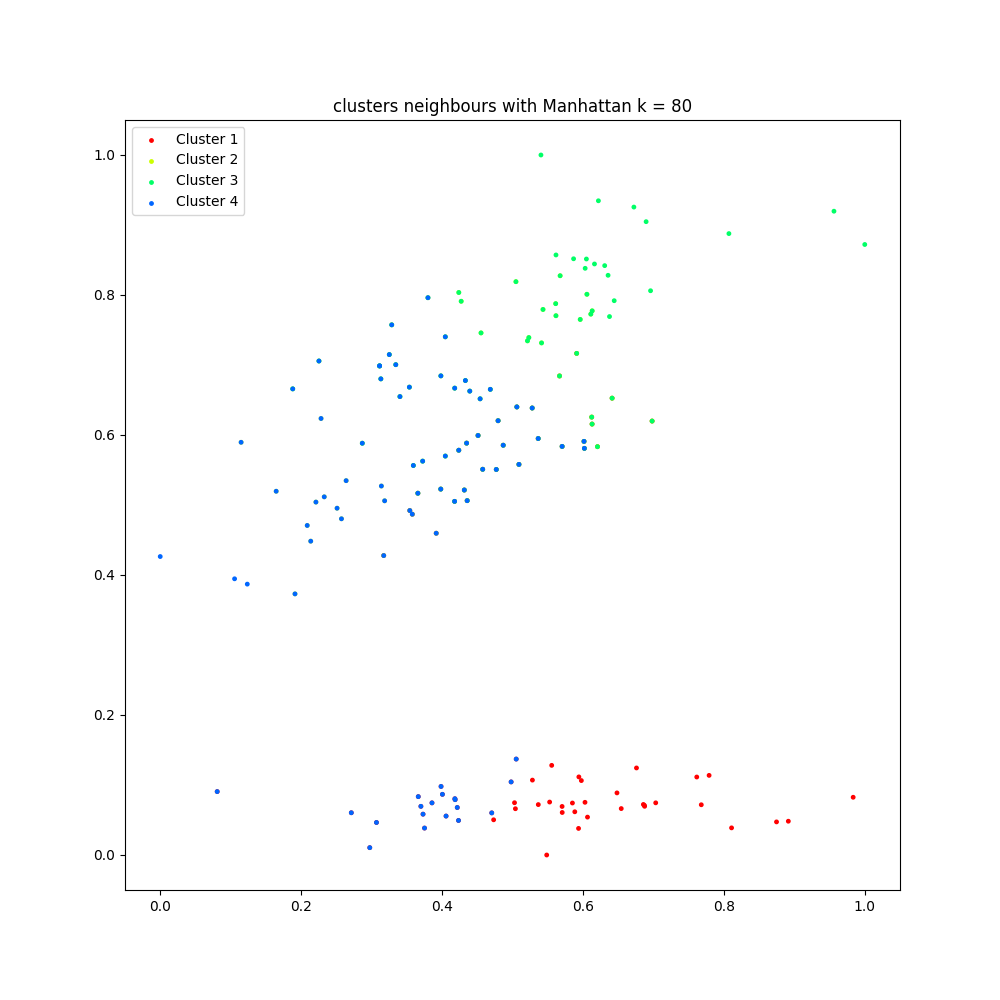 clusters neighbours with Manhattan k = 80
Cluster 1
Cluster 2
Cluster 3
Cluster 4
1.0
0.8
0.6
0.4
0.2
0.0
0.0 0.2 0.4 0.6 0.8 1.0